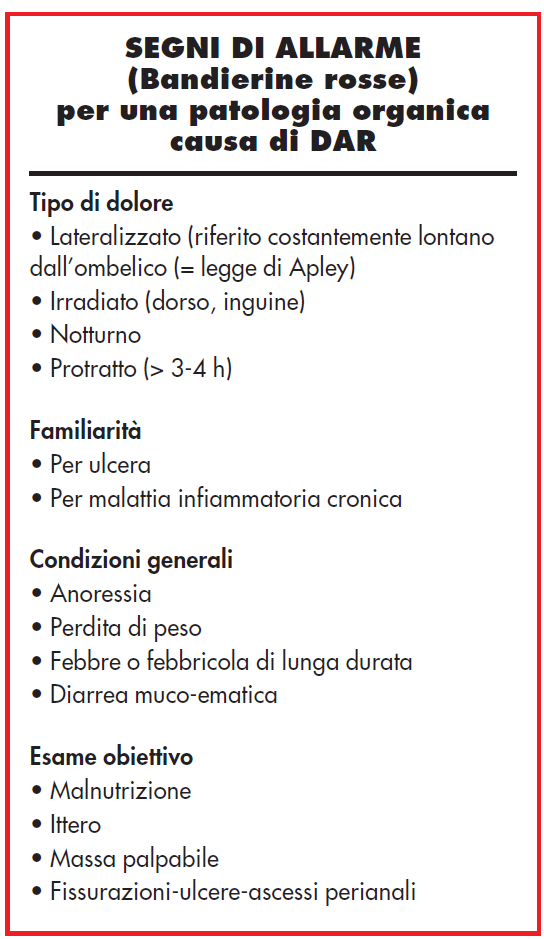 SEGNI DI ALLARME
(Bandierine rosse)
per una patologia organica
causa di DAR
Tipo di dolore
• Lateralizzato (riferito costantemente lontano
dall’ombelico (= legge di Apley)
• Irradiato (dorso, inguine)
• Notturno
• Protratto (> 3-4 h)
Familiarità
• Per ulcera
• Per malattia infiammatoria cronica
Condizioni generali
• Anoressia
• Perdita di peso
• Febbre o febbricola di lunga durata
• Diarrea muco-ematica
Esame obiettivo
• Malnutrizione
• Ittero
• Massa palpabile
• Fissurazioni-ulcere-ascessi perianali